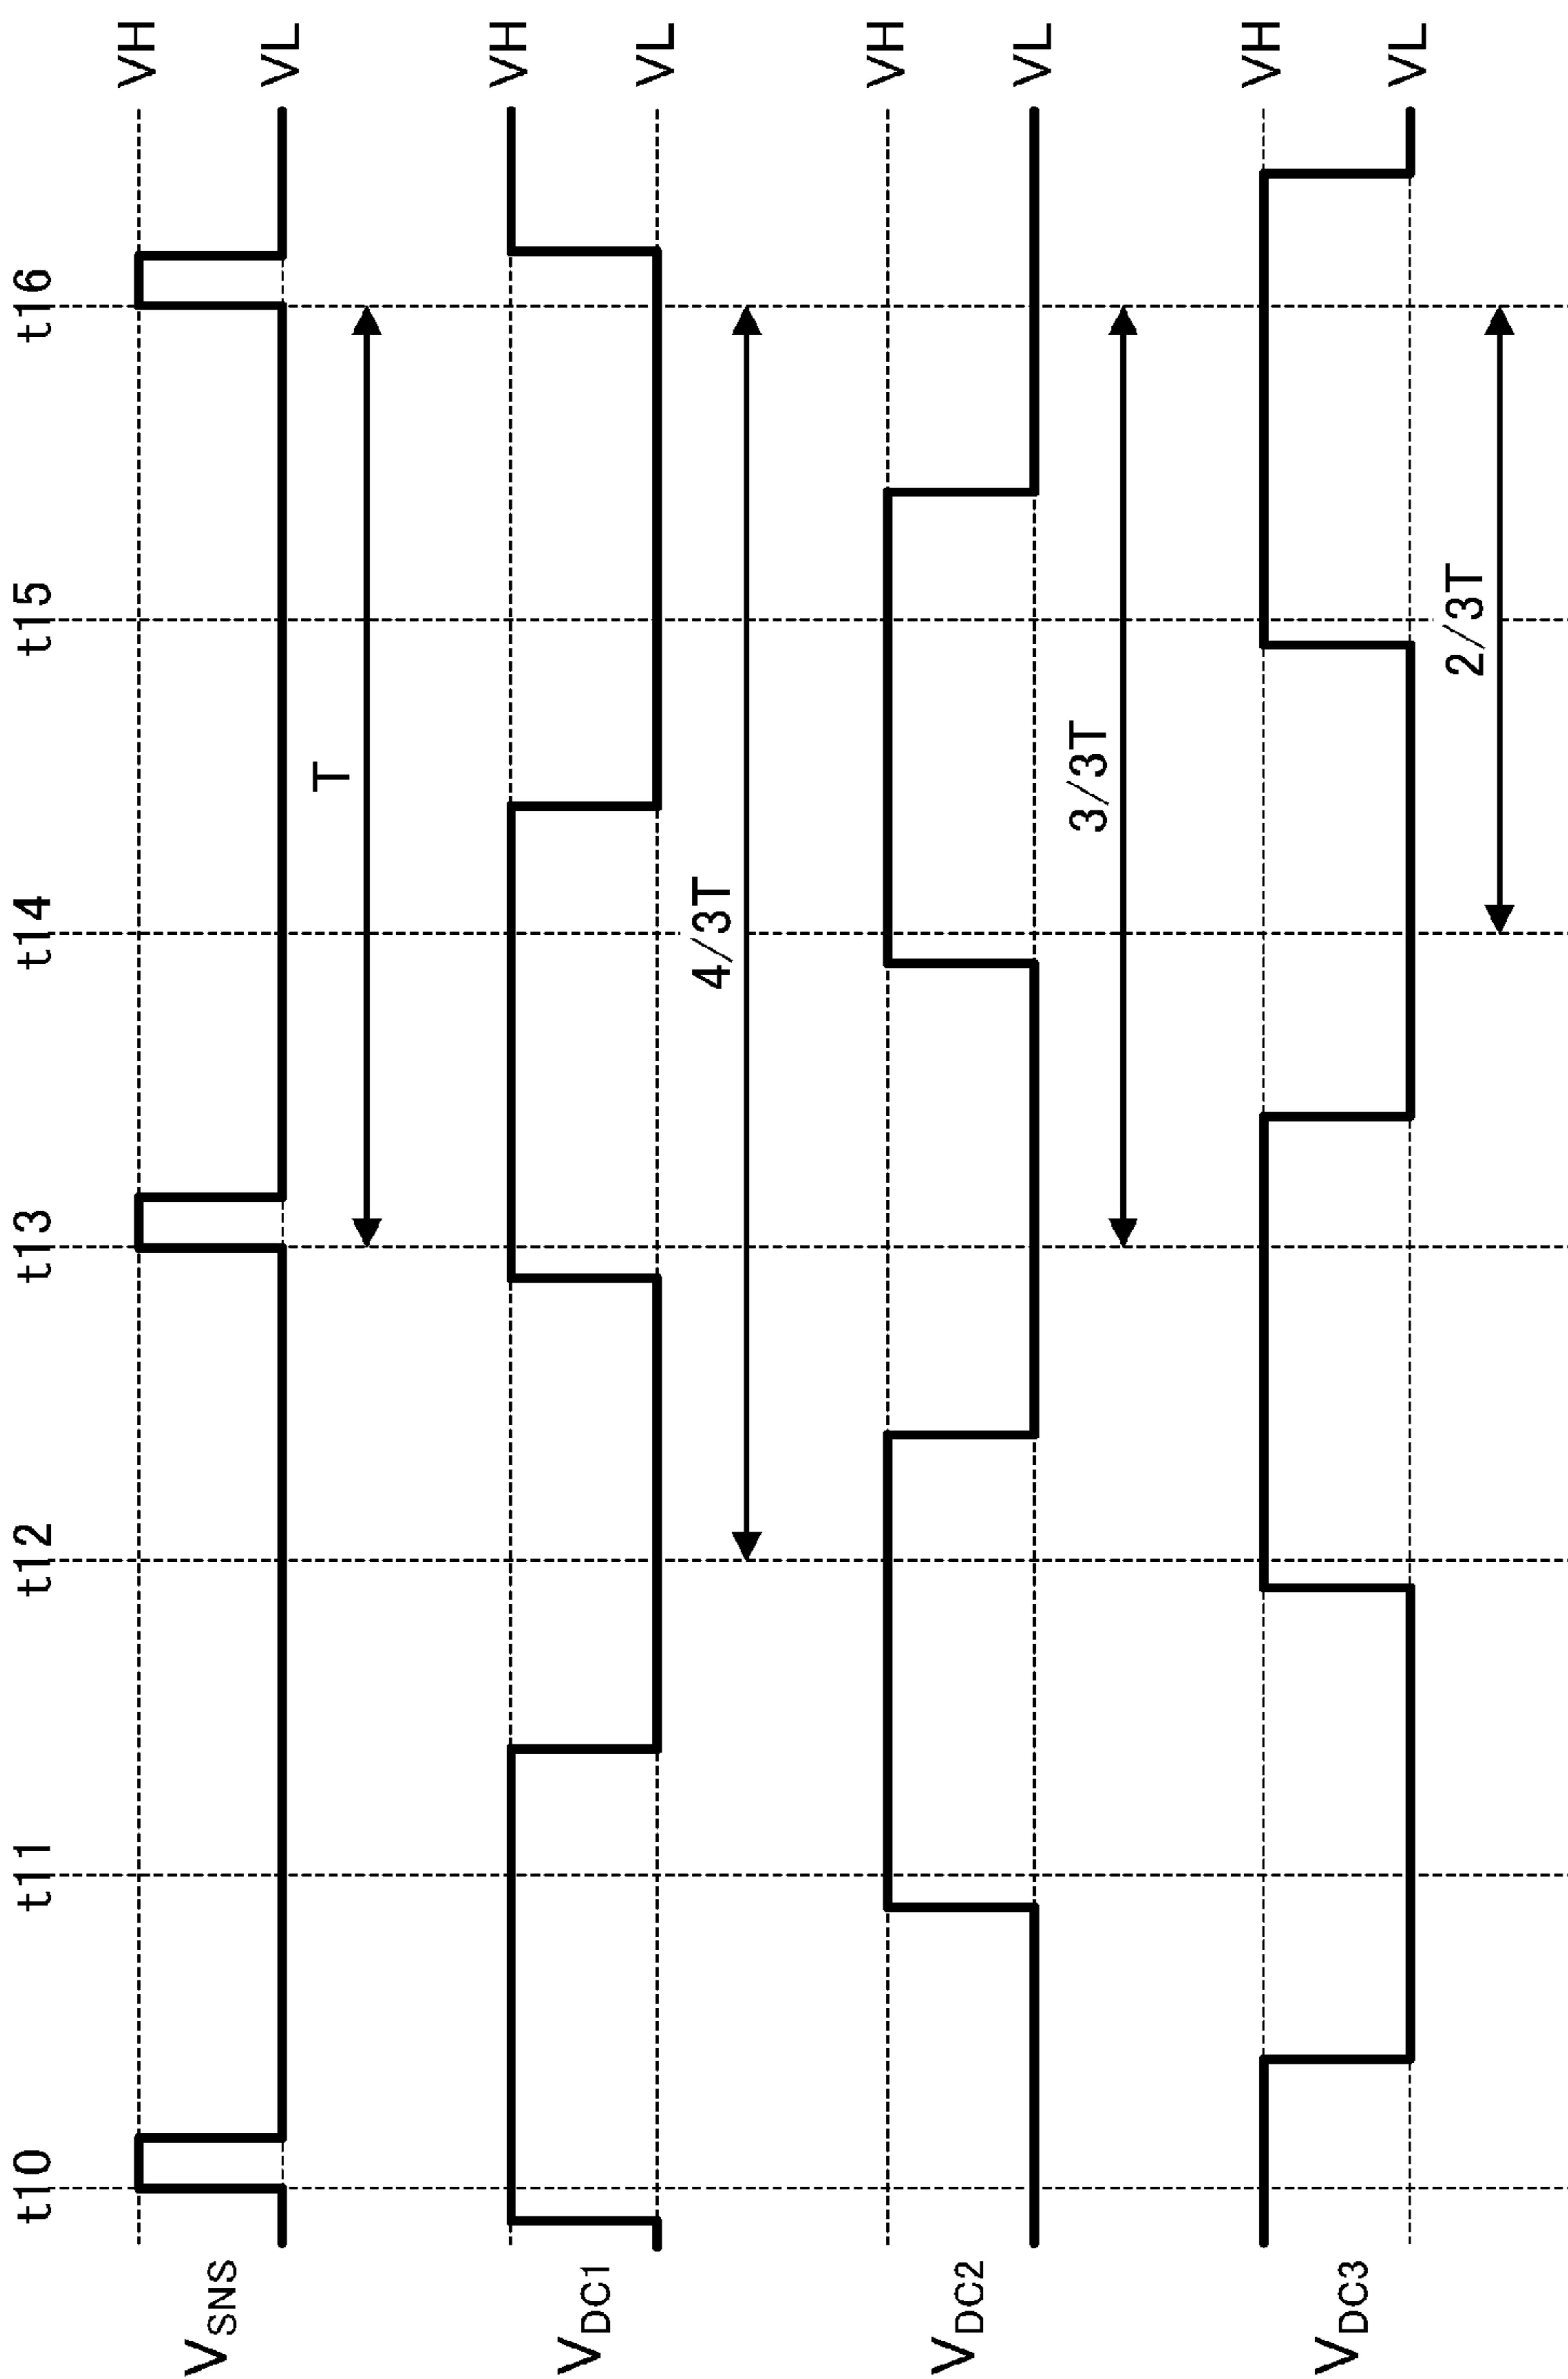 t10 t11 t12 t13 t14 t15 t16
VSNS
VH
VL
T
VDC1
VH
VL
4/3T
VDC2
VH
VL
3/3T
VDC3
VH
VL
2/3T